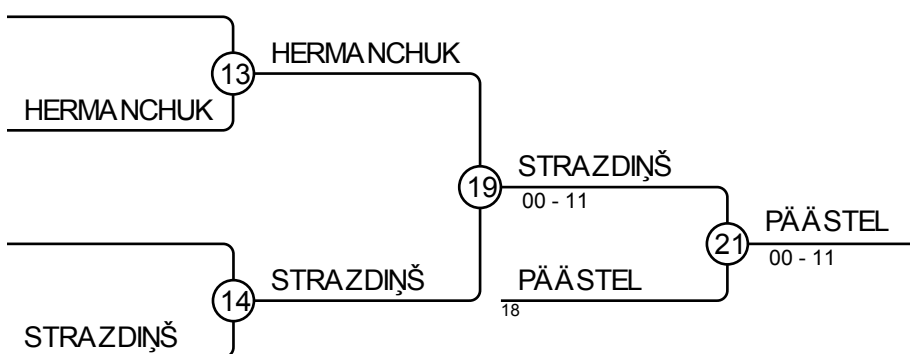 HERMANCHUK
13
HERMANCHUK
STRAZDIŅŠ
19
00 - 11
PÄÄSTEL
21
00 - 11
STRAZDIŅŠ
PÄÄSTEL
14
18
STRAZDIŅŠ